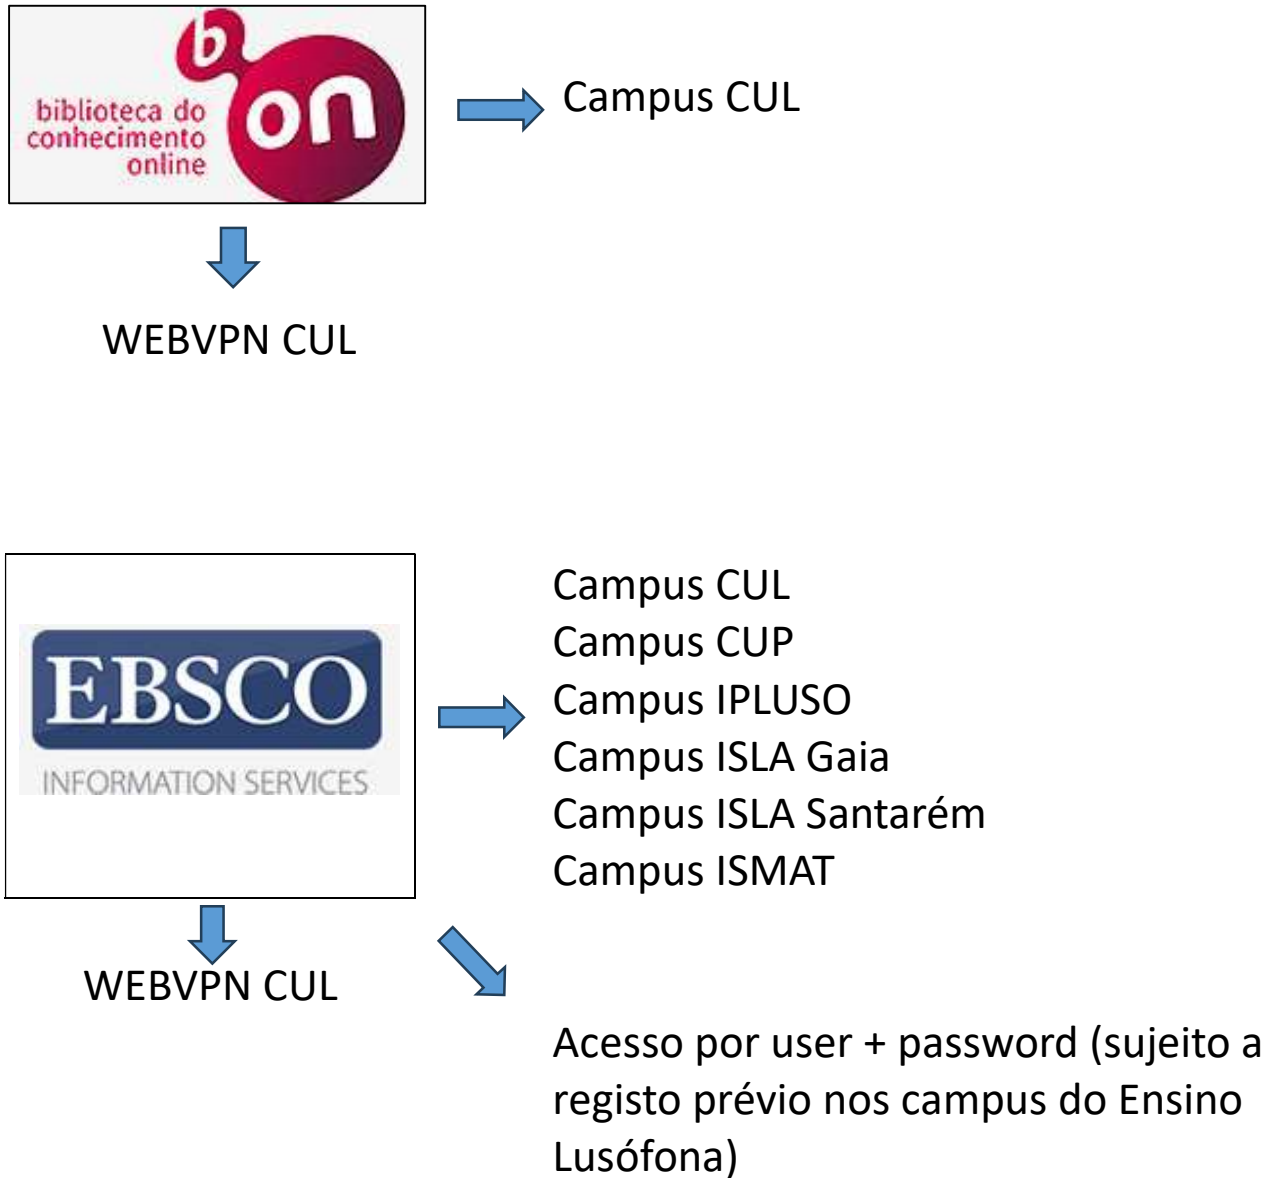 b
on
biblioteca do
conhecimento
online
Campus CUL
WEBVPN CUL
EBSCO
INFORMATION SERVICES
Campus CUL
Campus CUP
Campus IPLUSO
Campus ISLA Gaia
Campus ISLA Santarém
Campus ISMAT
WEBVPN CUL
Acesso por user + password (sujeito a
registo prévio nos campus do Ensino
Lusófona)